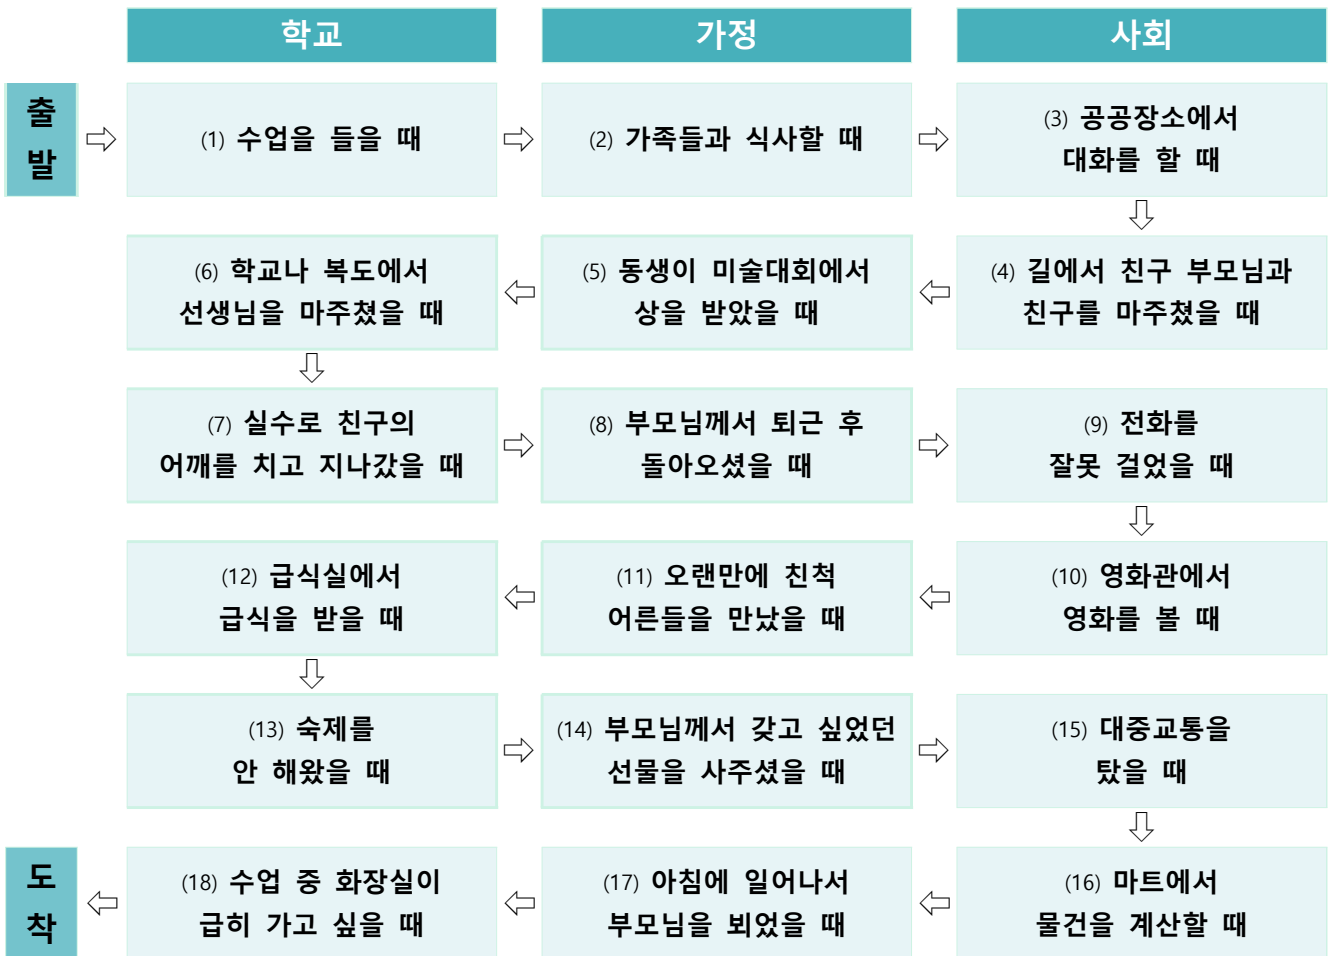 학교
가정
사회
출
발
(1) 수업을 들을 때
(2) 가족들과 식사할 때
(3) 공공장소에서
대화를 할 때
(6) 학교나 복도에서
선생님을 마주쳤을 때
(5) 동생이 미술대회에서
상을 받았을 때
(4) 길에서 친구 부모님과
친구를 마주쳤을 때
(7) 실수로 친구의
어깨를 치고 지나갔을 때
(8) 부모님께서 퇴근 후
돌아오셨을 때
(9) 전화를
잘못 걸었을 때
(12) 급식실에서
급식을 받을 때
(11) 오랜만에 친척
어른들을 만났을 때
(10) 영화관에서
영화를 볼 때
(13) 숙제를
안 해왔을 때
(14) 부모님께서 갖고 싶었던
선물을 사주셨을 때
(15) 대중교통을
탔을 때
도
착
(18) 수업 중 화장실이
급히 가고 싶을 때
(17) 아침에 일어나서
부모님을 뵈었을 때
(16) 마트에서
물건을 계산할 때